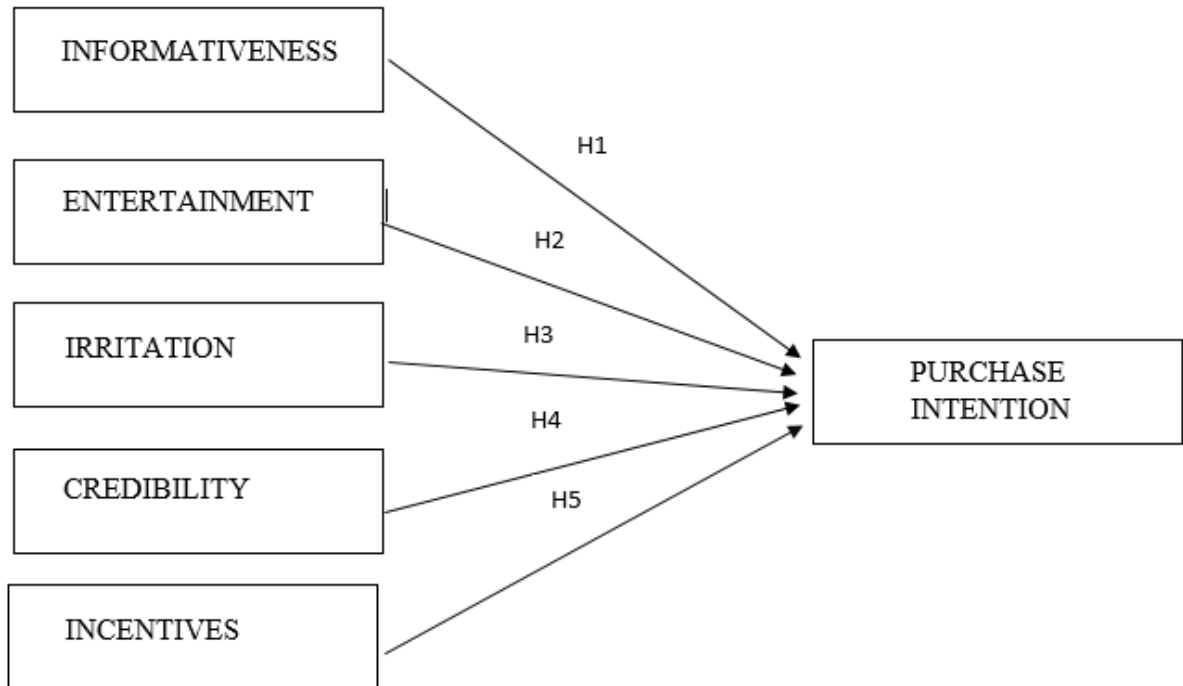 INFORMATIVENESS
H1
ENTERTAINMENT
H2
IRRITATION
H3
PURCHASE
INTENTION
H4
CREDIBILITY
H5
INCENTIVES